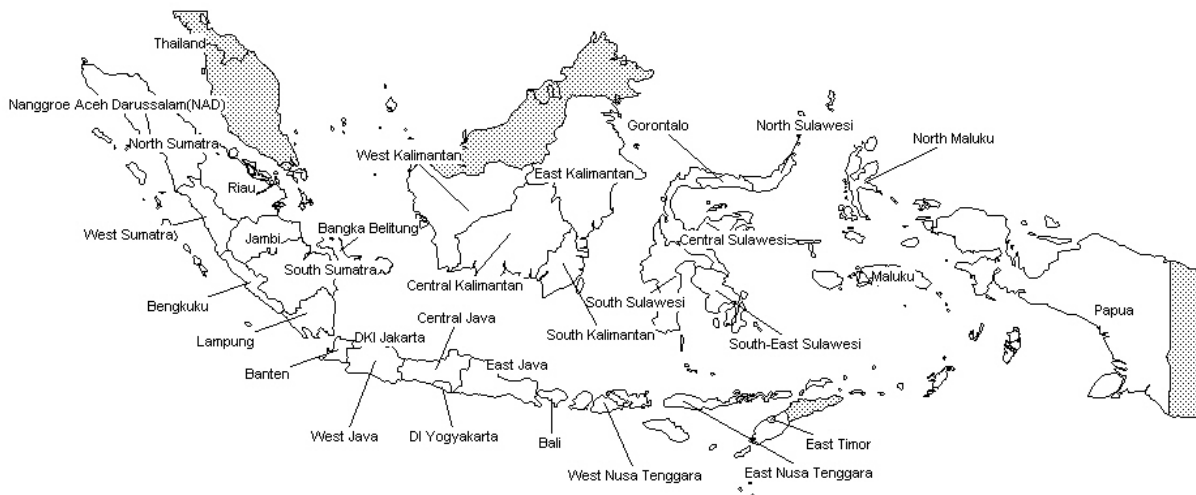 Thailand
Nanggroe Aceh Darussalam(NAD)
North Sumatra
Riau
West Sumatra
Jambi
Bangka Belitung
South Sumatra
Bengkuku
Lampung
Banten
DKI Jakarta
Central Java
East Java
West Java
DI Yogyakarta
Bali
West Kalimantan
East Kalimantan
Central Kalimantan
South Kalimantan
Gorontalo
North Sulawesi
North Maluku
Central Sulawesi
Maluku
South Sulawesi
South-East Sulawesi
Papua
West Nusa Tenggara
East Nusa Tenggara
East Timor